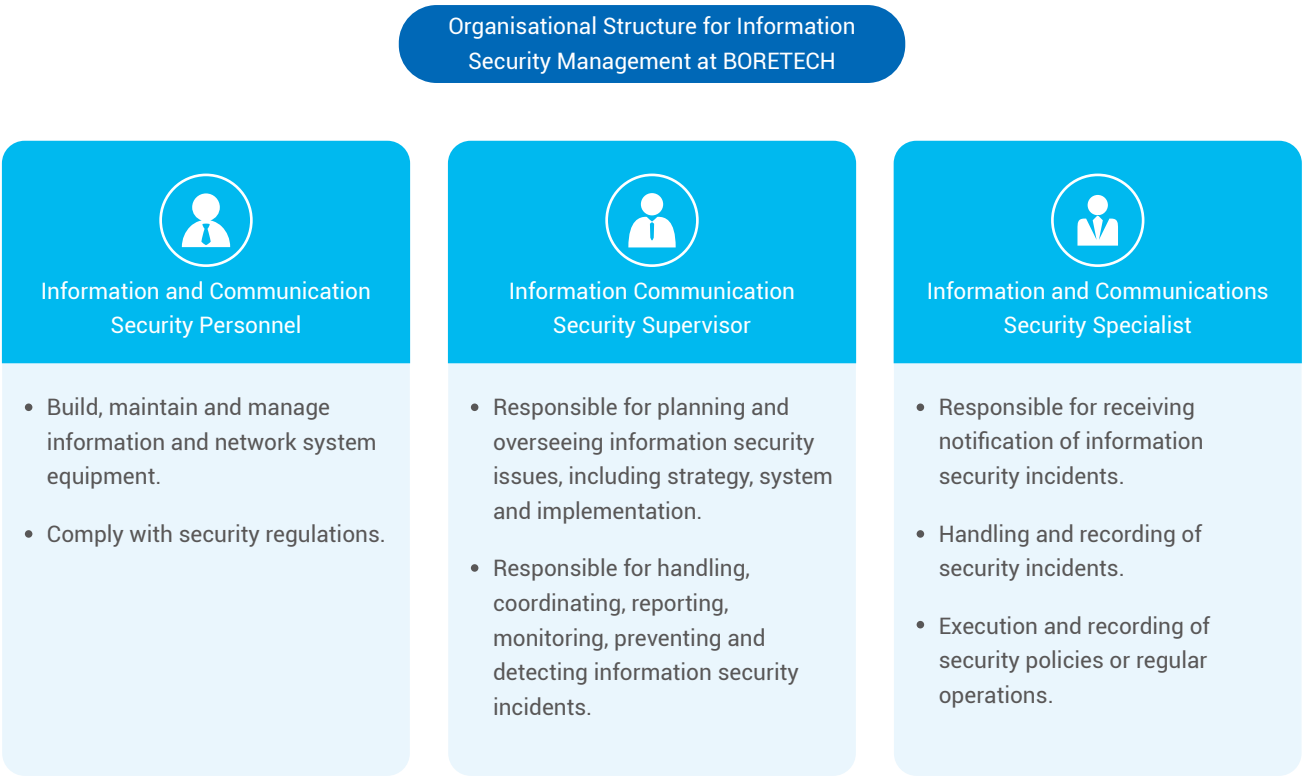 Organisational Structure for Information
Security Management at BORETECH
Information and Communication
Security Personnel
• Build, maintain and manage
information and network system
equipment.
• Comply with security regulations.
Information Communication
Security Supervisor
• Responsible for planning and
overseeing information security
issues, including strategy, system
and implementation.
• Responsible for handling,
coordinating, reporting,
monitoring, preventing and
detecting information security
incidents.
Information and Communications
Security Specialist
• Responsible for receiving
notification of information
security incidents.
• Handling and recording of
security incidents.
• Execution and recording of
security policies or regular
operations.